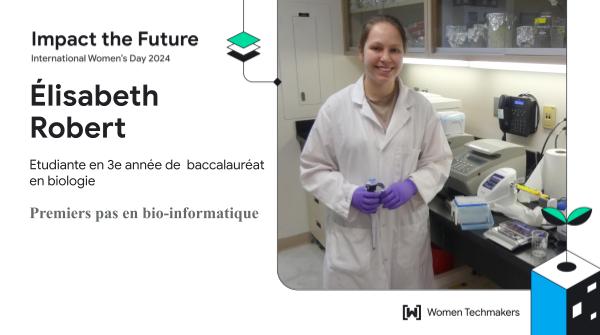 Impact the Future
International Women's Day 2024
Élisabeth
Robert
Etudiante en 3e année de baccalauréat
en biologie
Premiers pas en bio-informatique
Women Techmakers